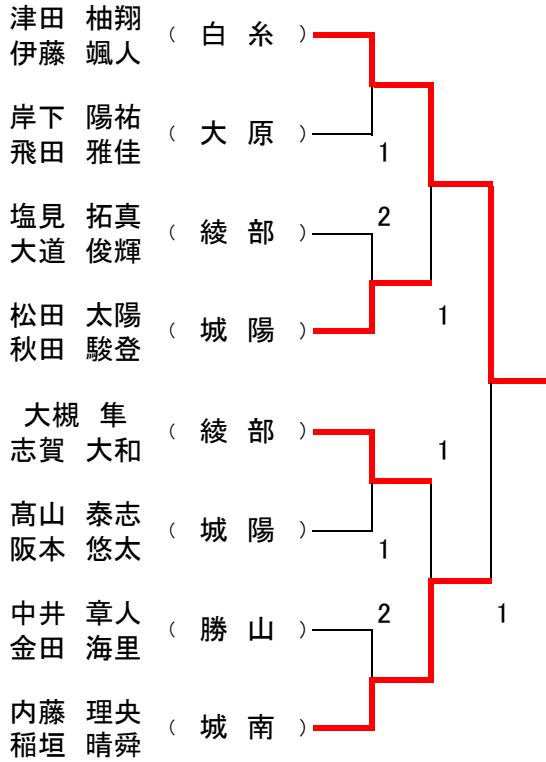 津田 柚翔
伊藤 颯人
( 白 糸 )
岸下 陽祐
飛田 雅佳
( 大 原 )
1
塩見 拓真
大道 俊輝
( 綾 部 )
2
松田 太陽
秋田 駿登
( 城 陽 )
1
大槻 隼
志賀 大和
( 綾 部 )
1
髙山 泰志
阪本 悠太
( 城 陽 )
1
中井 章人
金田 海里
( 勝 山 )
2
1
内藤 理央
稲垣 晴舜
( 城 南 )